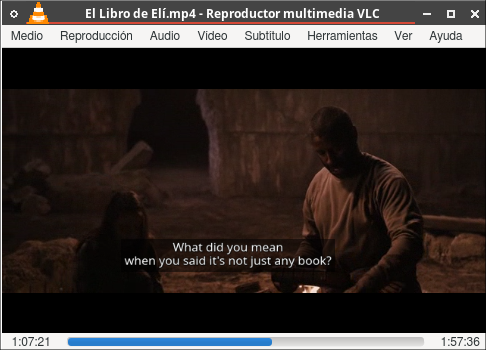 El Libro de Elí.mp4 - Reproductor multimedia VLC
Medio Reproducción Audio Video Subtítulo Herramientas Ver Ayuda
What did you mean
when you said it's not just any book?
1:07:21 1:57:36